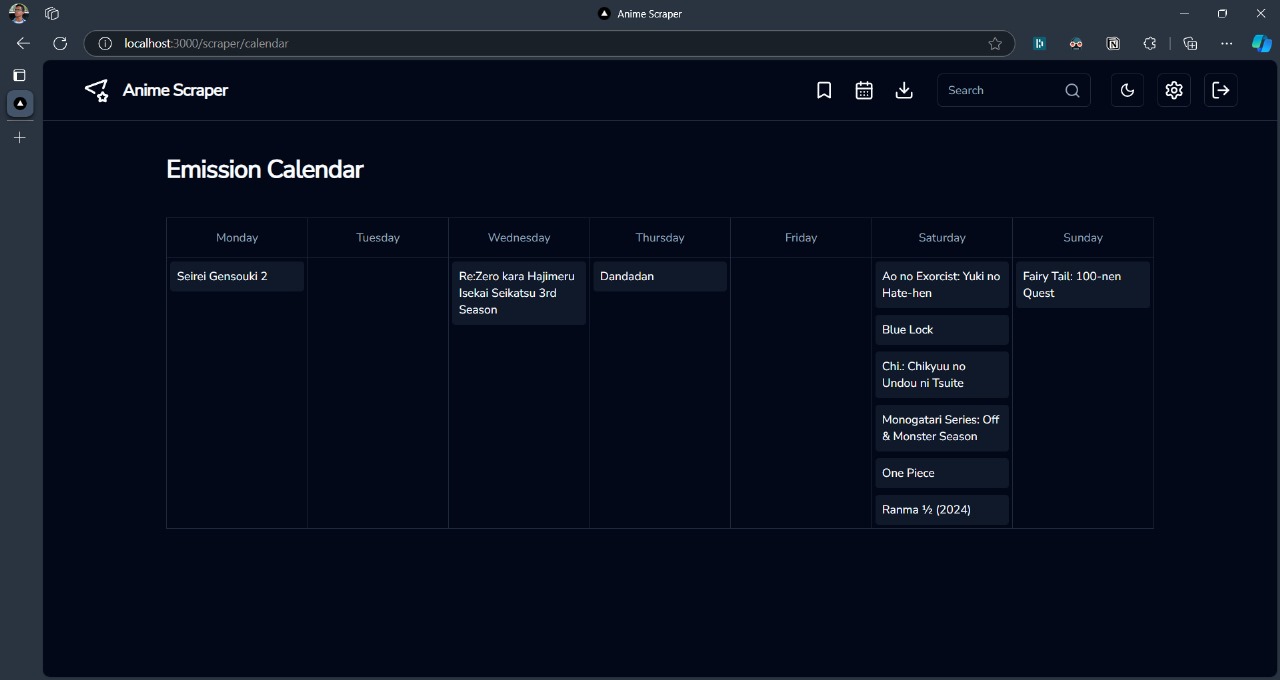 Anime Scraper
localhost:3000/scraper/calendar
Anime Scraper
Search
Emission Calendar
Monday
Tuesday
Wednesday
Thursday
Friday
Saturday
Sunday
Seirei Gensouki 2
Re:Zero kara Hajimeru
Isekai Seikatsu 3rd
Season
Dandadan
Ao no Exorcist: Yuki no
Hate-hen
Blue Lock
Chi.: Chikyuu no
Undou ni Tsuite
Monogatari Series: Off
& Monster Season
One Piece
Ranma ½ (2024)
Fairy Tail: 100-nen
Quest